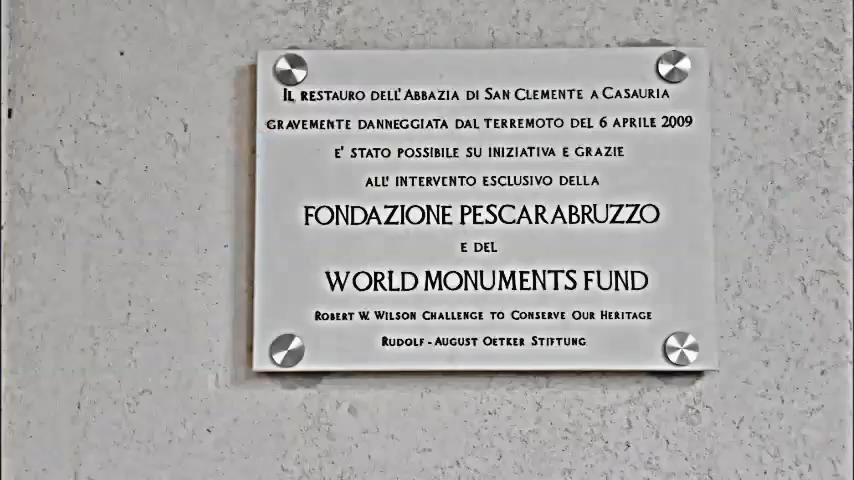 Il restauro dell'Abbazia di San Clemente a Casauria
gravemente danneggiata dal terremoto del 6 aprile 2009
e' stato possibile su iniziativa e grazie
all' intervento esclusivo della
FONDAZIONE PESCARABRUZZO
e del
WORLD MONUMENTS FUND
Robert W. Wilson Challenge to Conserve Our Heritage
Rudolf - August Oetker Stiftung